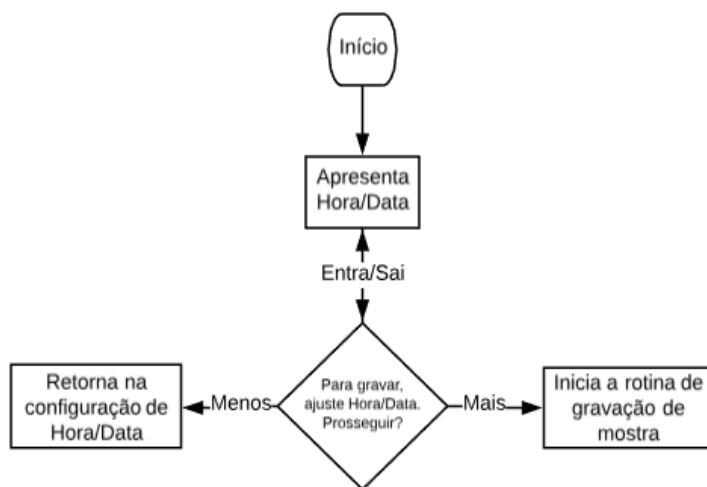 Início
Apresenta
Hora/Data
Entra/Sai
Para gravar,
ajuste Hora/Data.
Prosseguir?
Menos
Retorna na
configuração de
Hora/Data
Mais
Inicia a rotina de
gravação de
mostra